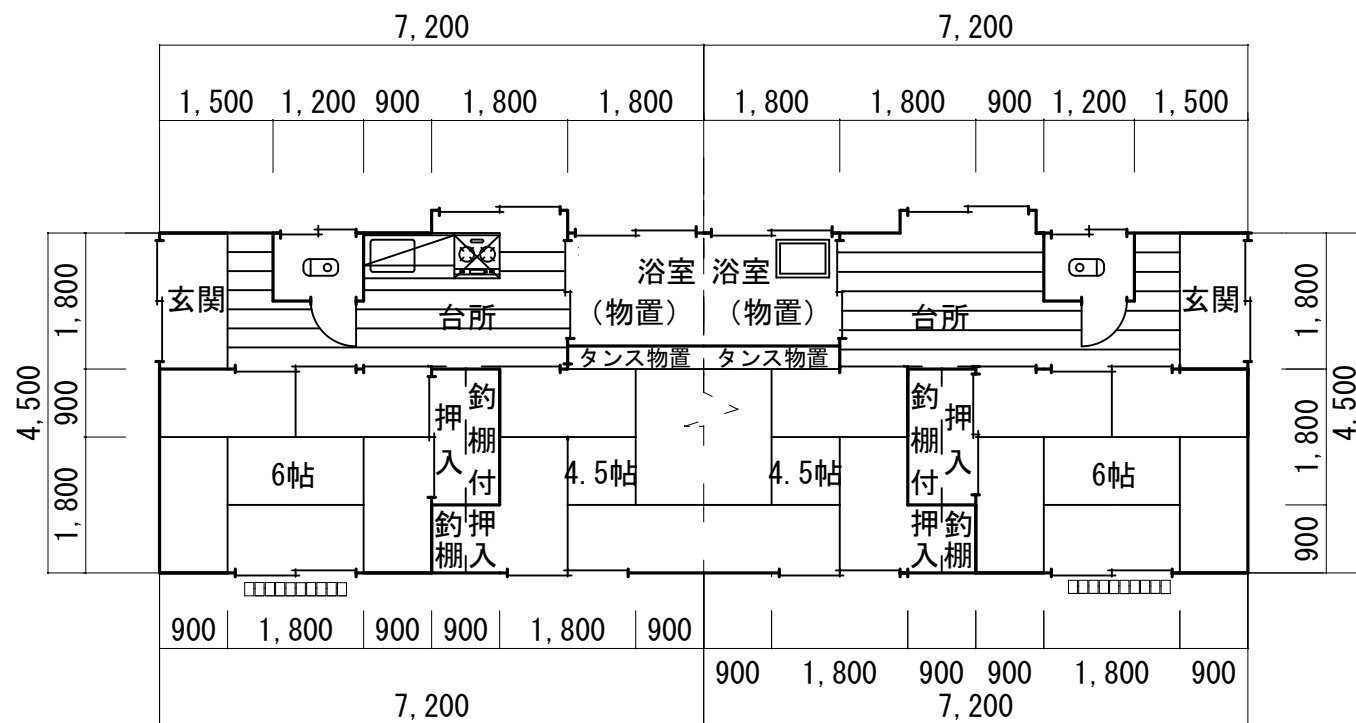 7,200 7,200
1,500 1,200 900 1,800 1,800 1,800 1,800 900 1,200 1,500
玄関
台所
浴室
(物置)
浴室
(物置)
台所
玄関
タンス物置
タンス物置
4,500
1,800
900
1,800
6帖
押入
釣棚付
釣棚
押入
4.5帖
4.5帖
釣棚付
押入
押入
釣棚
6帖
1,800
1,800
900
4,500
900 1,800 900 900 1,800 900
900 1,800 900 900 1,800 900
7,200 7,200